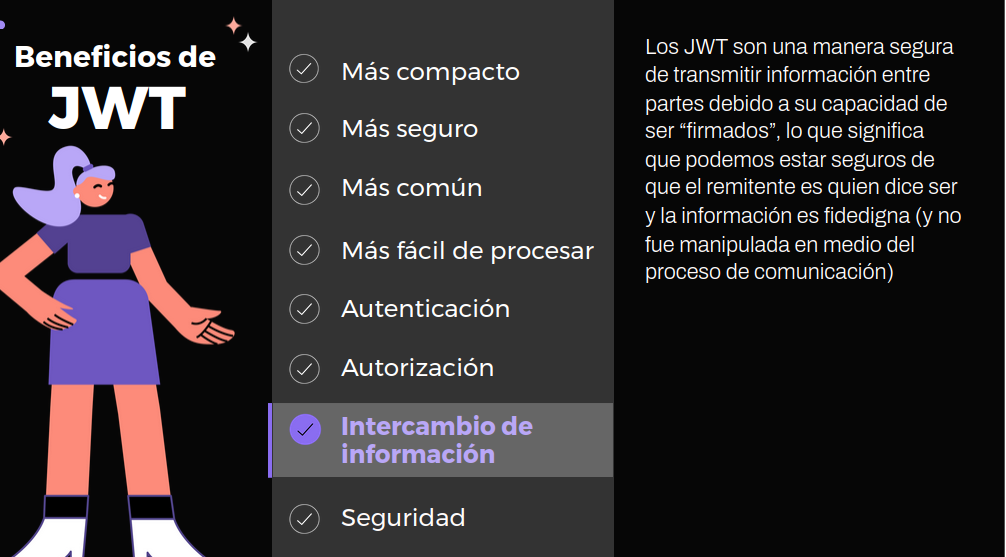 Beneficios de
JWT
Más compacto
Más seguro
Más común
Más fácil de procesar
Autenticación
Autorización
Intercambio de
información
Seguridad
Los JWT son una manera segura
de transmitir información entre
partes debido a su capacidad de
ser “firmados”, lo que significa
que podemos estar seguros de
que el remitente es quien dice ser
y la información es fidedigna (y no
fue manipulada en medio del
proceso de comunicación)